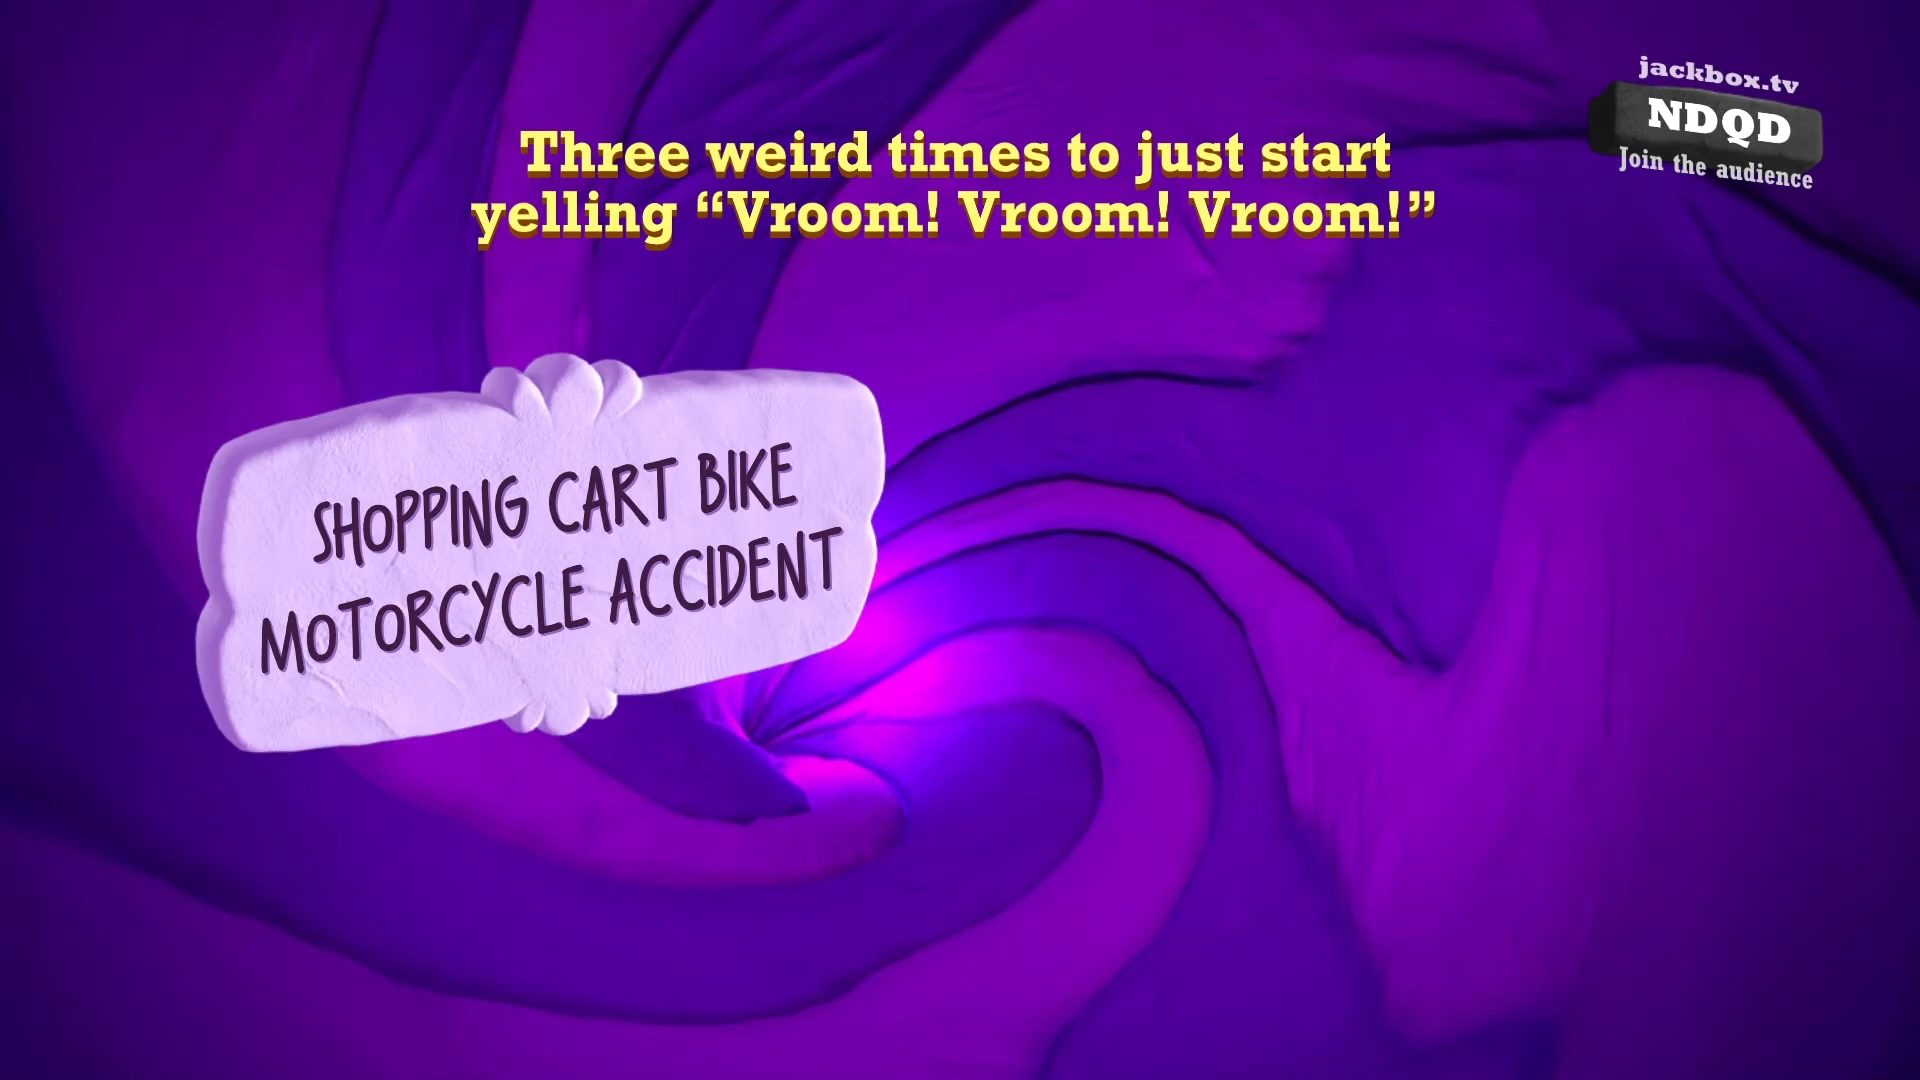 jackbox.tv
NDQD
Join the audience
Three weird times to just start
yelling “Vroom! Vroom! Vroom!”
SHOPPING CART BIKE
MOTORCYCLE ACCIDENT